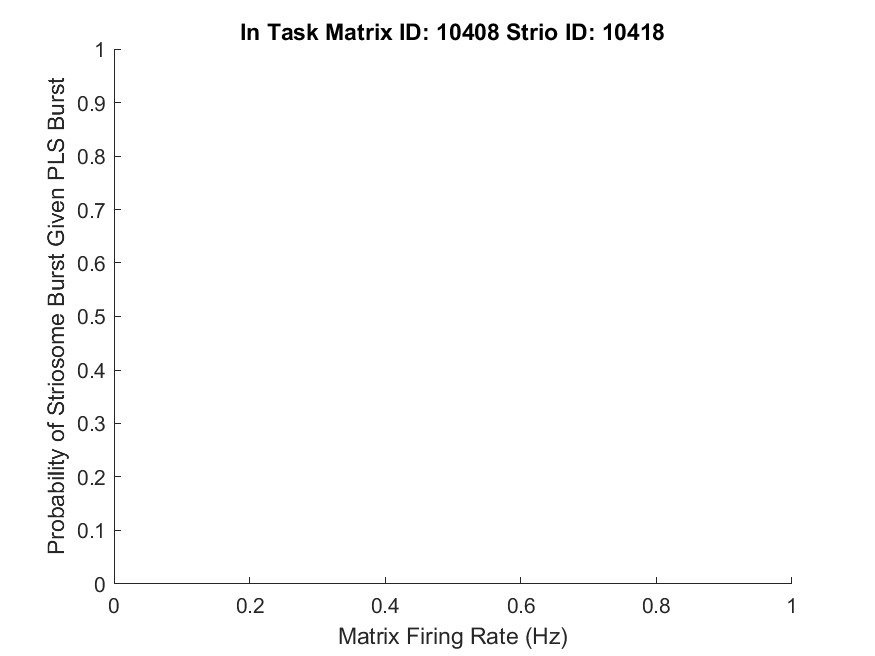 In Task Matrix ID: 10408 Strio ID: 10418
Probability of Striosome Burst Given PLS Burst
1
0.9
0.8
0.7
0.6
0.5
0.4
0.3
0.2
0.1
0
0 0.2 0.4 0.6 0.8 1
Matrix Firing Rate (Hz)